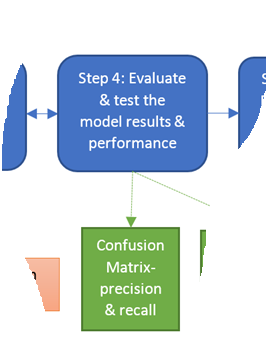 Step 4: Evaluate
& test the
model results &
performance
Confusion
Matrix-
precision
& recall